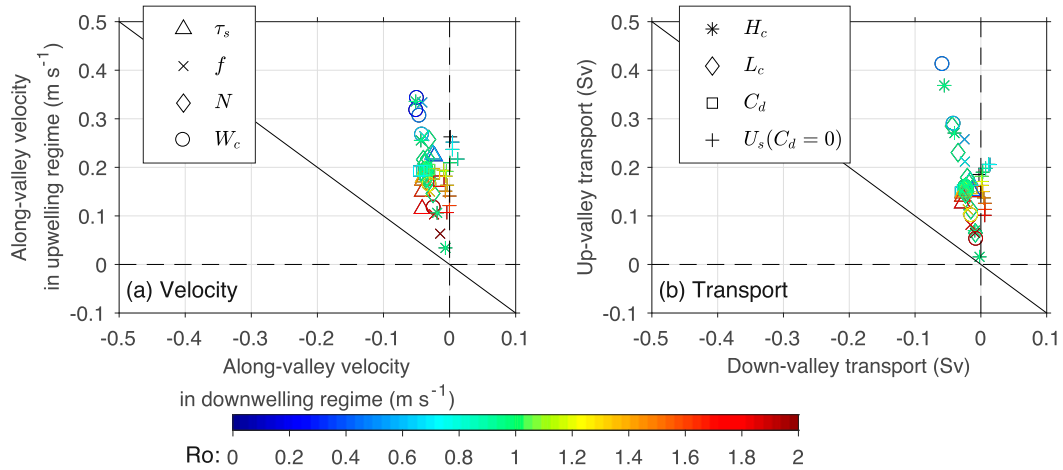 Along-valley velocity
in upwelling regime (m s⁻¹)
0.5
0.4
0.3
0.2
0.1
0
-0.1
τs
f
N
Wc
(a) Velocity
-0.5 -0.4 -0.3 -0.2 -0.1 0 0.1
Along-valley velocity
in downwelling regime (m s⁻¹)
Up-valley transport (Sv)
0.5
0.4
0.3
0.2
0.1
0
-0.1
Hc
Lc
Cd
Us(Cd = 0)
(b) Transport
-0.5 -0.4 -0.3 -0.2 -0.1 0 0.1
Down-valley transport (Sv)
Ro: 0 0.2 0.4 0.6 0.8 1 1.2 1.4 1.6 1.8 2